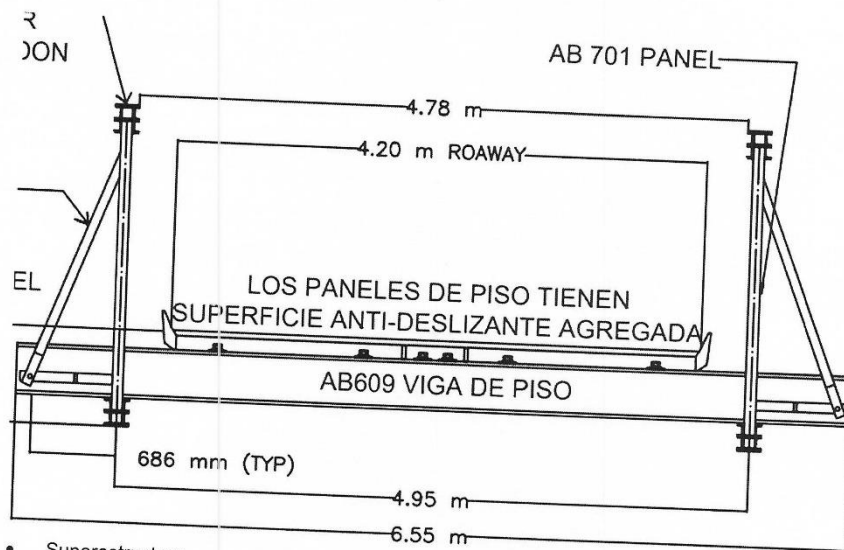 R
OON
AB 701 PANEL
4.78 m
4.20 m ROAWAY
EL
LOS PANELES DE PISO TIENEN
SUPERFICIE ANTI-DESLIZANTE AGREGADA
AB609 VIGA DE PISO
686 mm (TYP)
4.95 m
6.55 m